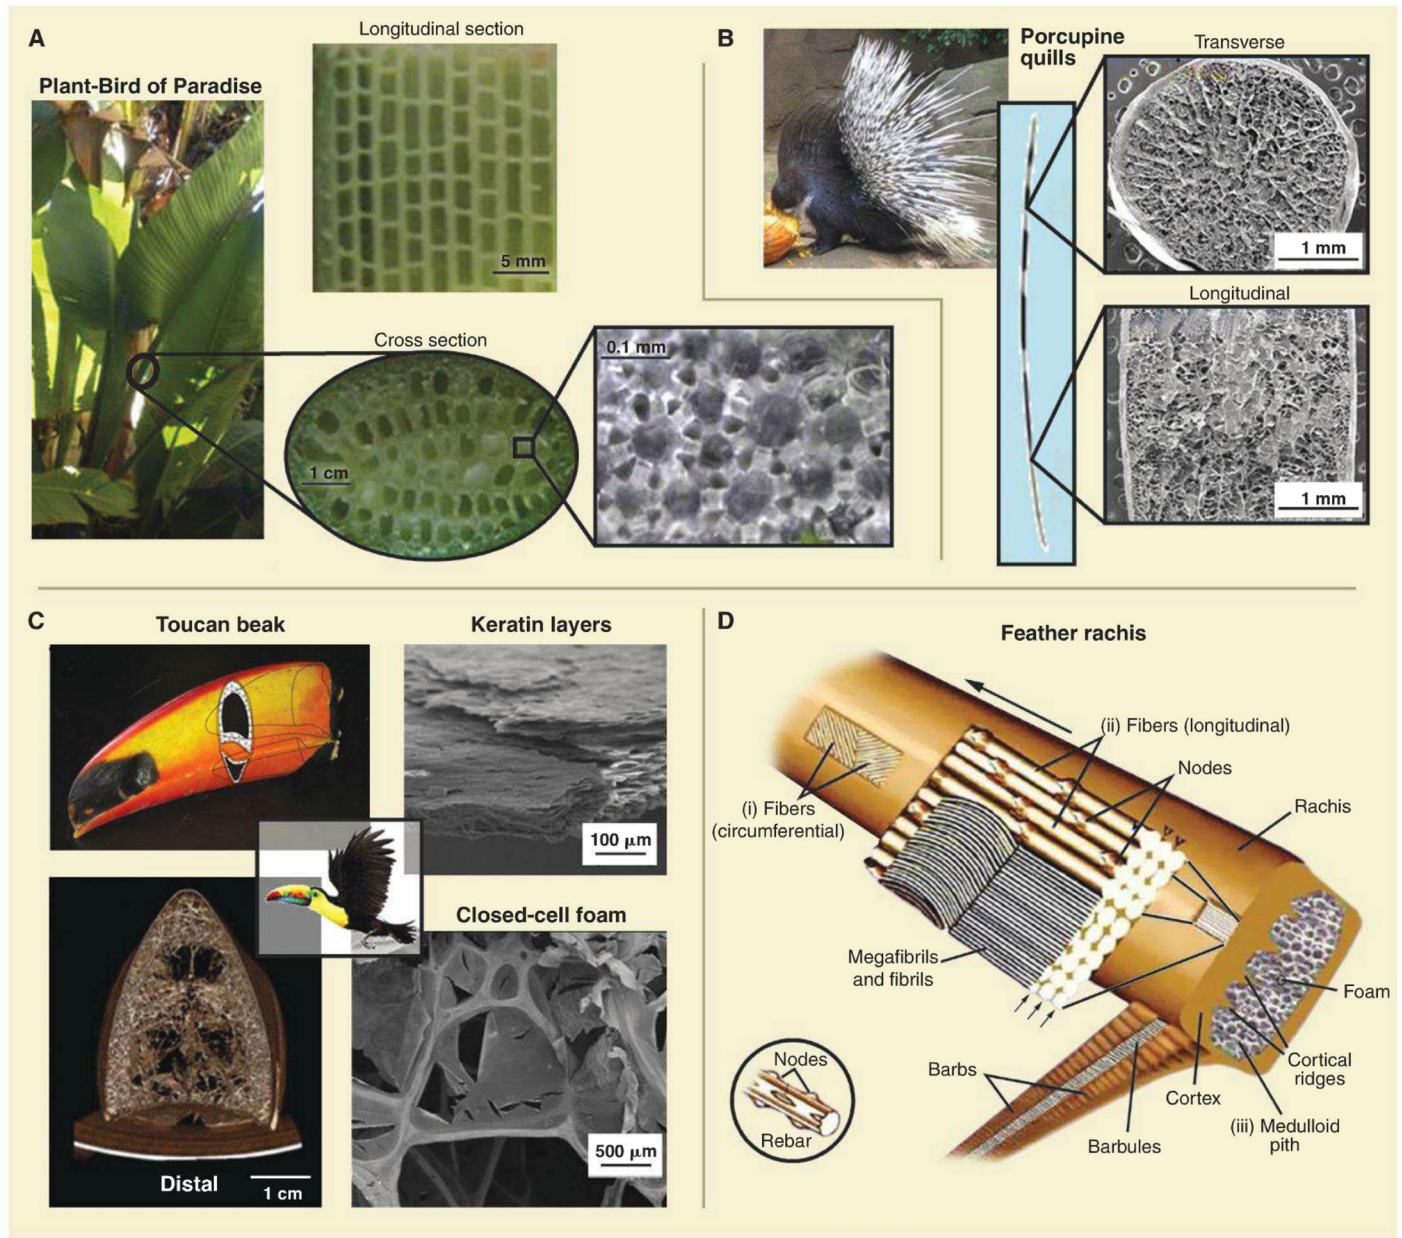 A
Plant-Bird of Paradise
Longitudinal section
5 mm
Cross section
1 cm
0.1 mm
B
Porcupine
quills
Transverse
1 mm
Longitudinal
1 mm
C
Toucan beak
Keratin layers
100 µm
Closed-cell foam
500 µm
Distal
1 cm
D
Feather rachis
(ii) Fibers (longitudinal)
Nodes
Rachis
(i) Fibers
(circumferential)
Megafibrils
and fibrils
Foam
Cortical
ridges
(iii) Medulloid
pith
Cortex
Barbules
Barbs
Nodes
Rebar